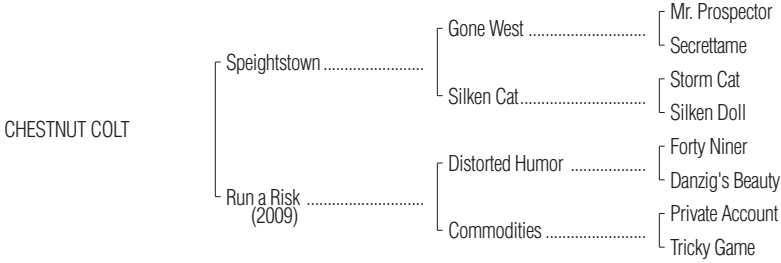 Mr. Prospector
Gone West ..............................
Secrettame
Speightstown .........................
Storm Cat
Silken Cat................................
Silken Doll
CHESTNUT COLT
Forty Niner
Distorted Humor ....................
Danzig's Beauty
Run a Risk .............................
(2009)
Private Account
Commodities .........................
Tricky Game